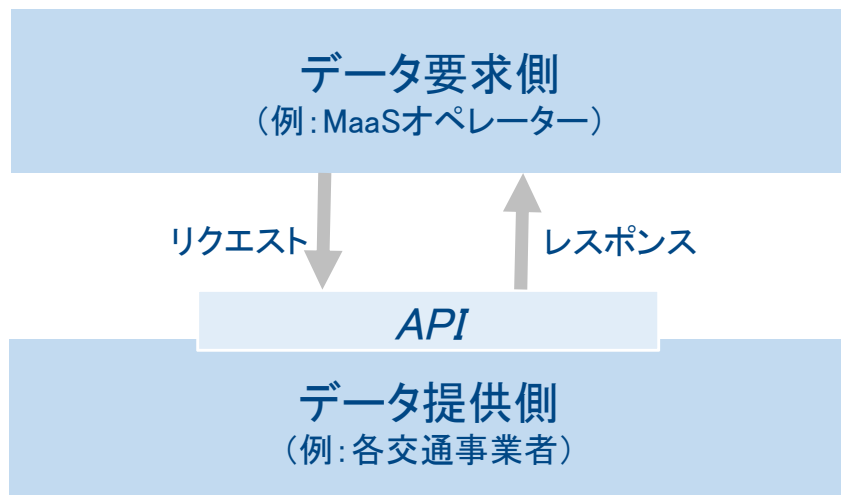 データ要求側
（例：MaaSオペレーター）
リクエスト
レスポンス
API
データ提供側
（例：各交通事業者）